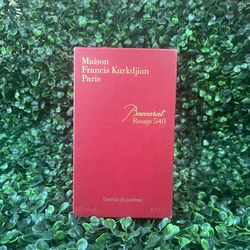 Maison
Francis Kurkdjian
Paris
Baccarat
Rouge 540
Extrait de parfum